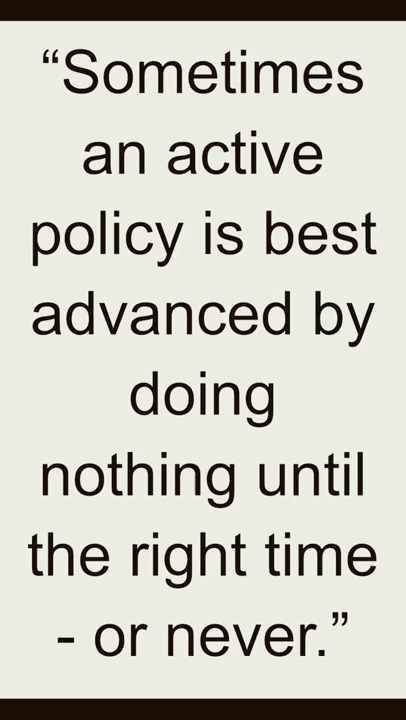 “Sometimes
an active
policy is best
advanced by
doing
nothing until
the right time
- or never.”